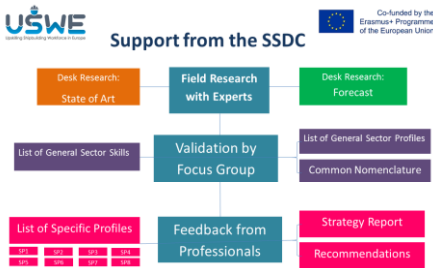 USWE
Upskilling Shipbuilding Workforce in Europe
Co-funded by the
Erasmus+ Programme
of the European Union
Support from the SSDC
Desk Research:
State of Art
Field Research
with Experts
Desk Research:
Forecast
List of General Sector Skills
Validation by
Focus Group
List of General Sector Profiles
Common Nomenclature
List of Specific Profiles
SP1 SP2 SP3 SP4
SP5 SP6 SP7 SP8
Feedback from
Professionals
Strategy Report
Recommendations